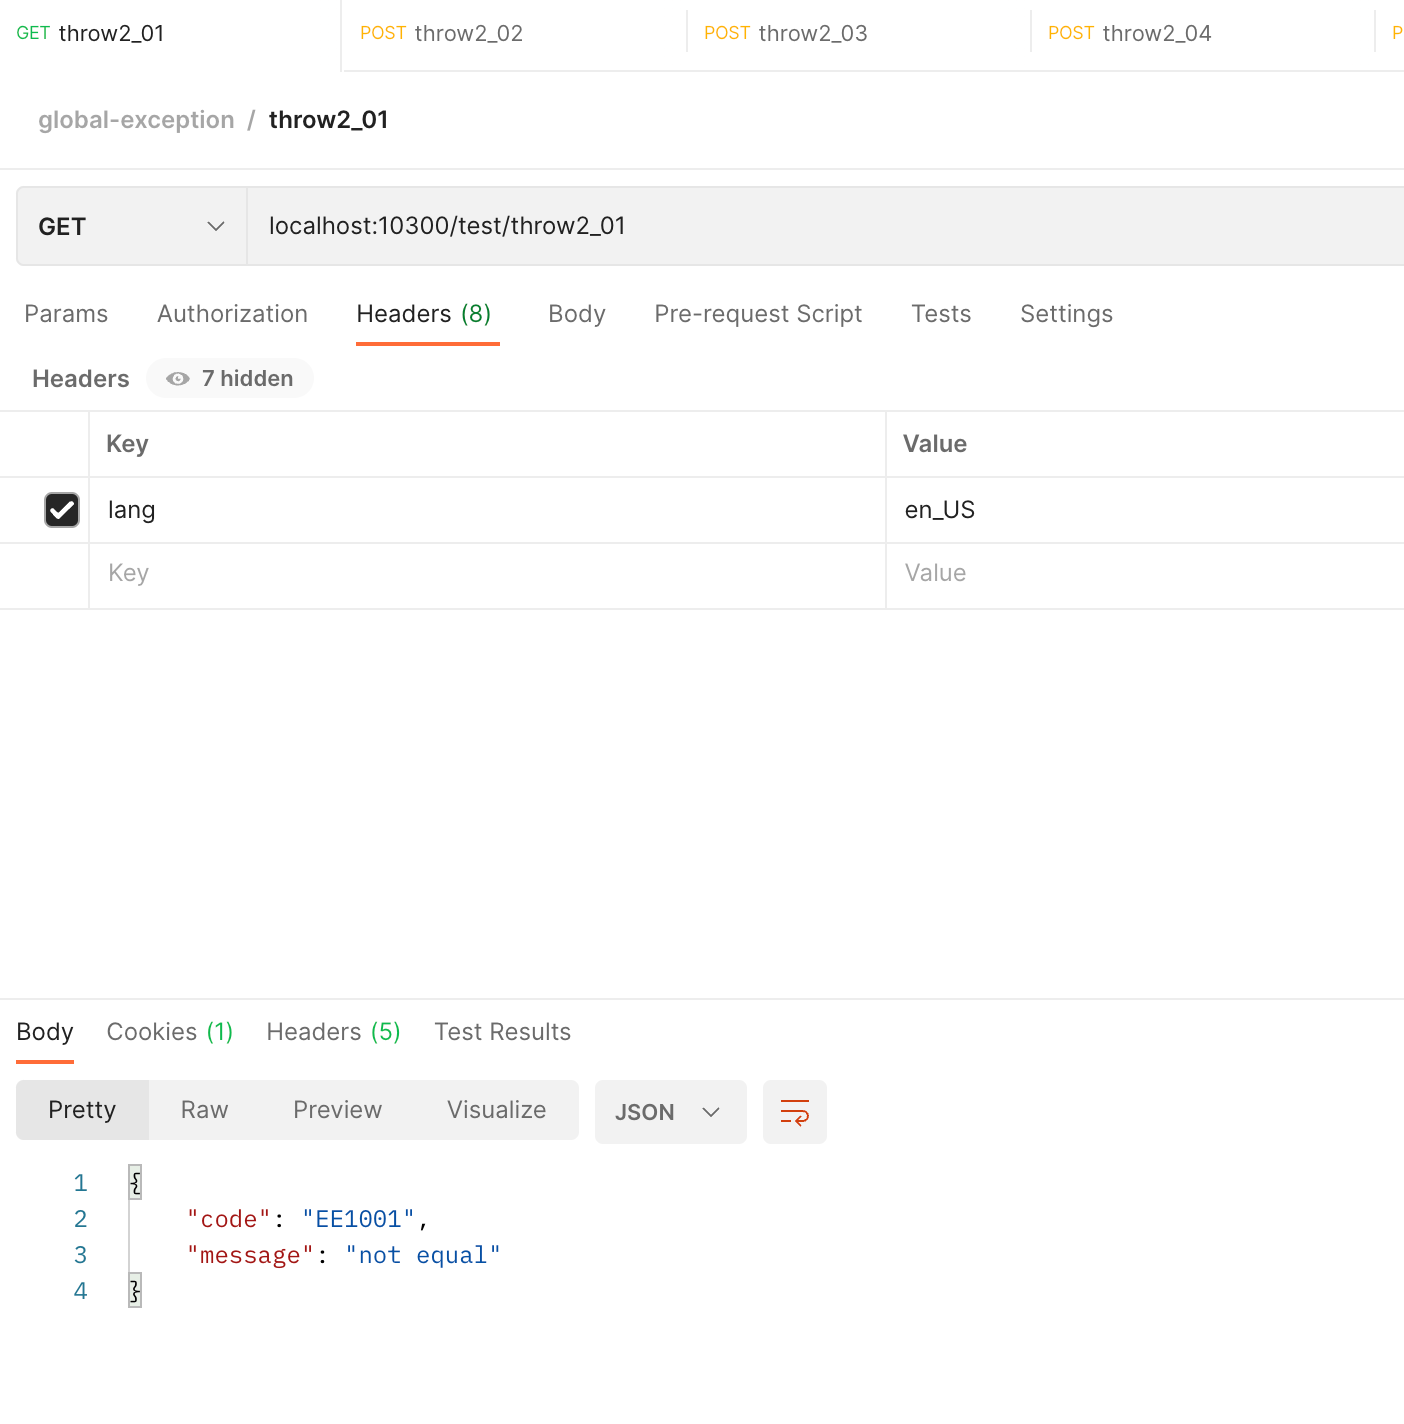 GET throw2_01 POST throw2_02 POST throw2_03 POST throw2_04 P
global-exception / throw2_01
GET localhost:10300/test/throw2_01
Params Authorization Headers (8) Body Pre-request Script Tests Settings
Headers 7 hidden
Key Value
lang en_US
Key Value
Body Cookies (1) Headers (5) Test Results
Pretty Raw Preview Visualize JSON
1 {
2 "code": "EE1001",
3 "message": "not equal"
4 }